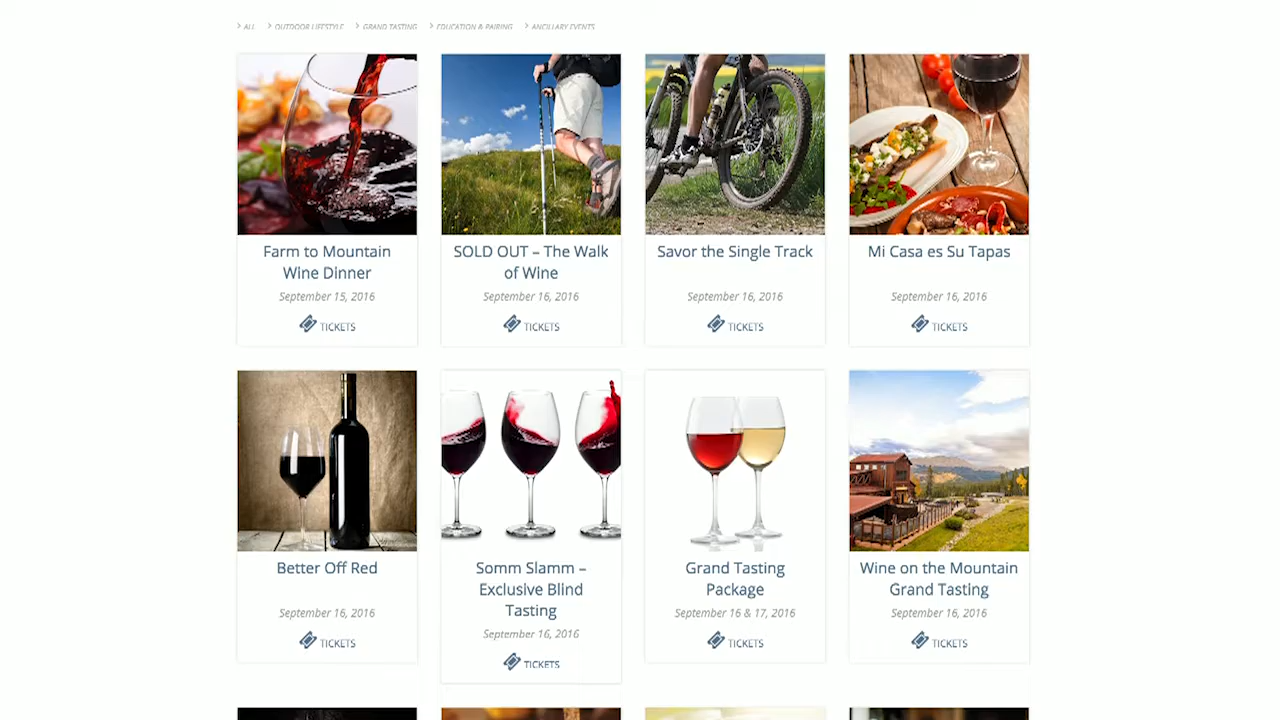 > ALL > OUTDOOR LIFESTYLE > GRAND TASTING > EDUCATION & PAIRING > ANCILLARY EVENTS
Farm to Mountain
Wine Dinner
September 15, 2016
TICKETS
SOLD OUT – The Walk
of Wine
September 16, 2016
TICKETS
Savor the Single Track
September 16, 2016
TICKETS
Mi Casa es Su Tapas
September 16, 2016
TICKETS
Better Off Red
September 16, 2016
TICKETS
Somm Slamm –
Exclusive Blind
Tasting
September 16, 2016
TICKETS
Grand Tasting
Package
September 16 & 17, 2016
TICKETS
Wine on the Mountain
Grand Tasting
September 16, 2016
TICKETS